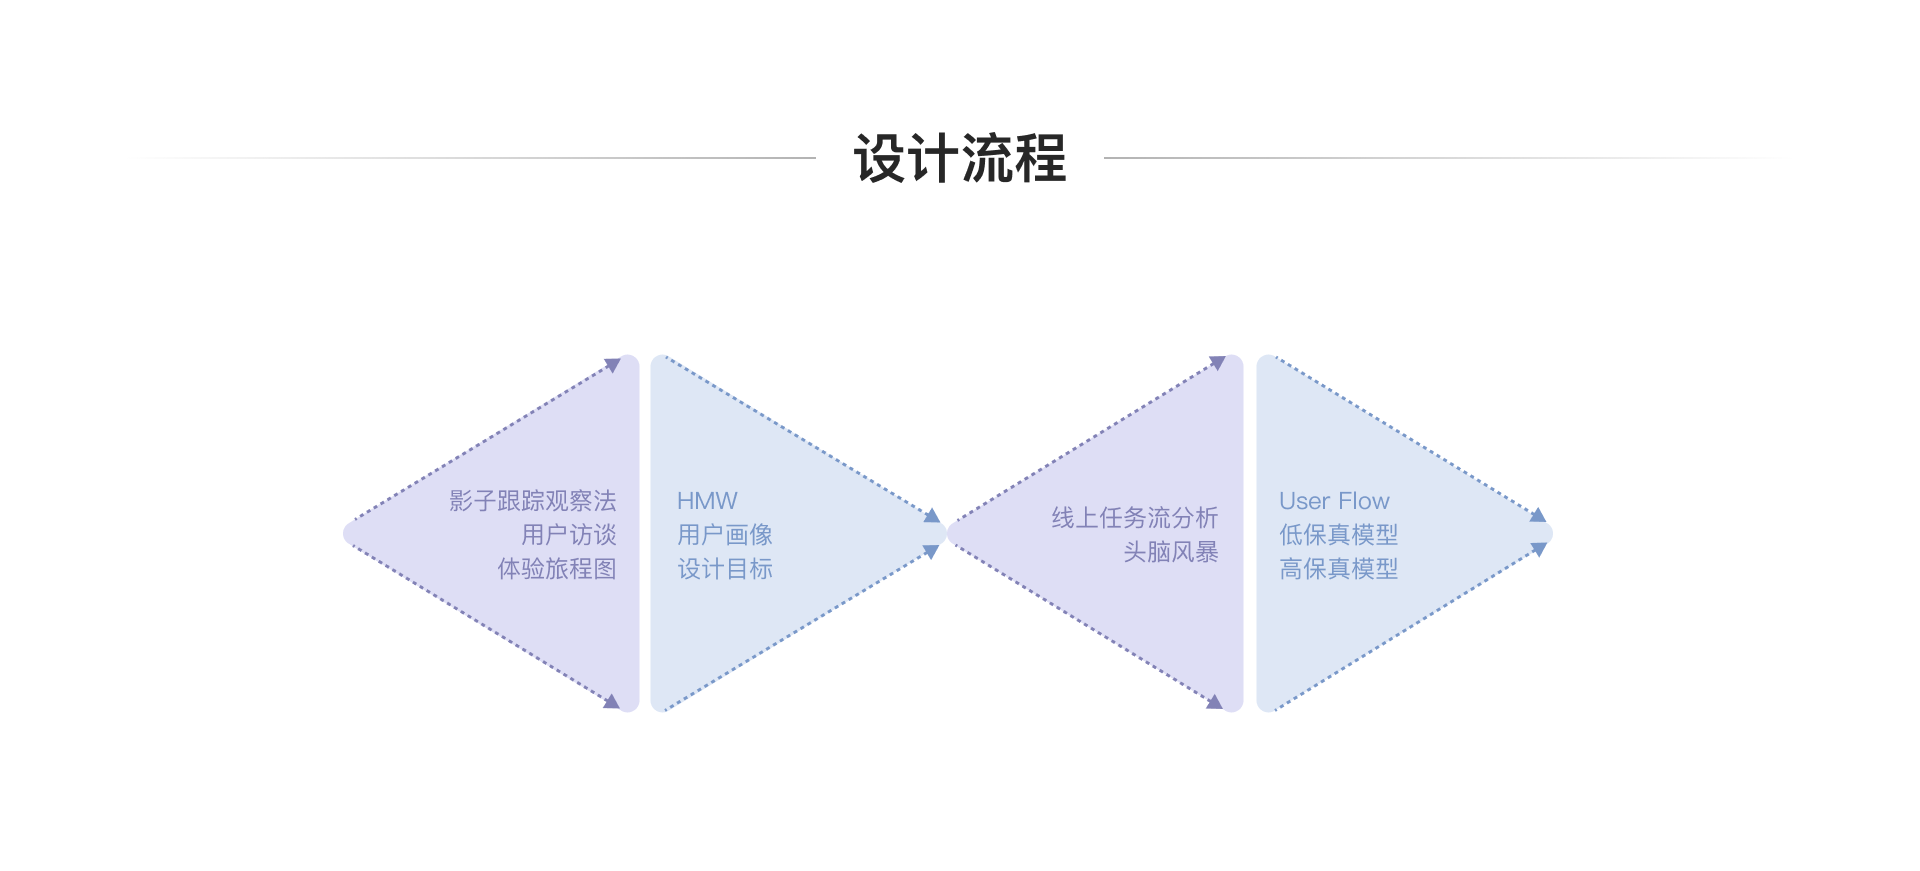 设计流程
影子跟踪观察法
用户访谈
体验旅程图
HMW
用户画像
设计目标
线上任务流分析
头脑风暴
User Flow
低保真模型
高保真模型